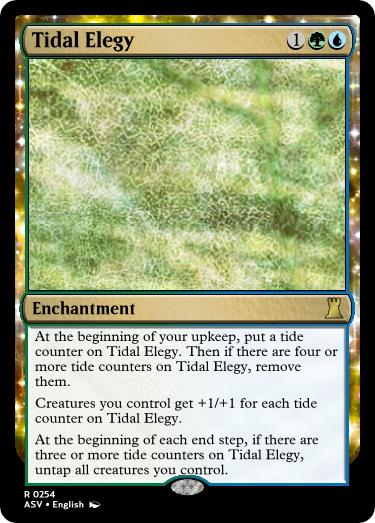 Tidal Elegy
1
Enchantment
At the beginning of your upkeep, put a tide
counter on Tidal Elegy. Then if there are four or
more tide counters on Tidal Elegy, remove
them.
Creatures you control get +1/+1 for each tide
counter on Tidal Elegy.
At the beginning of each end step, if there are
three or more tide counters on Tidal Elegy,
untap all creatures you control.
R 0254
ASV • English